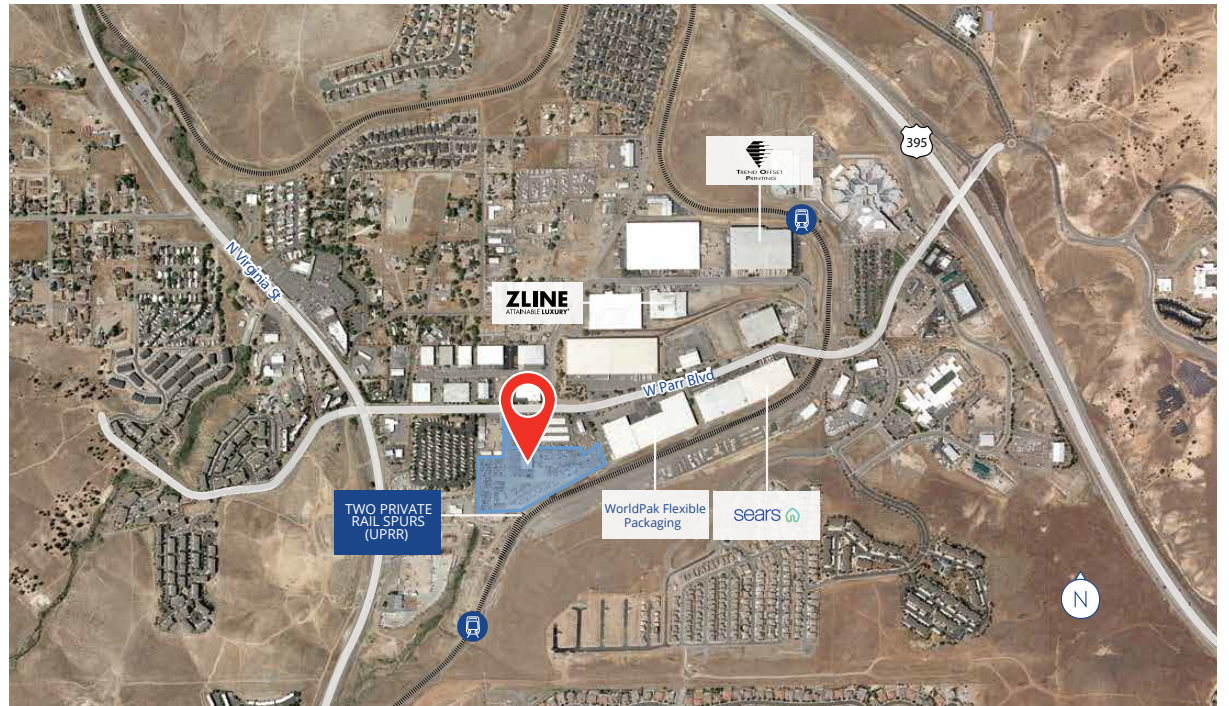 395
TREND OFFSET
PRINTING
N Virginia St
ZLINE
ATTAINABLE LUXURY®
W Parr Blvd
TWO PRIVATE
RAIL SPURS
(UPRR)
WorldPak Flexible
Packaging
sears
N